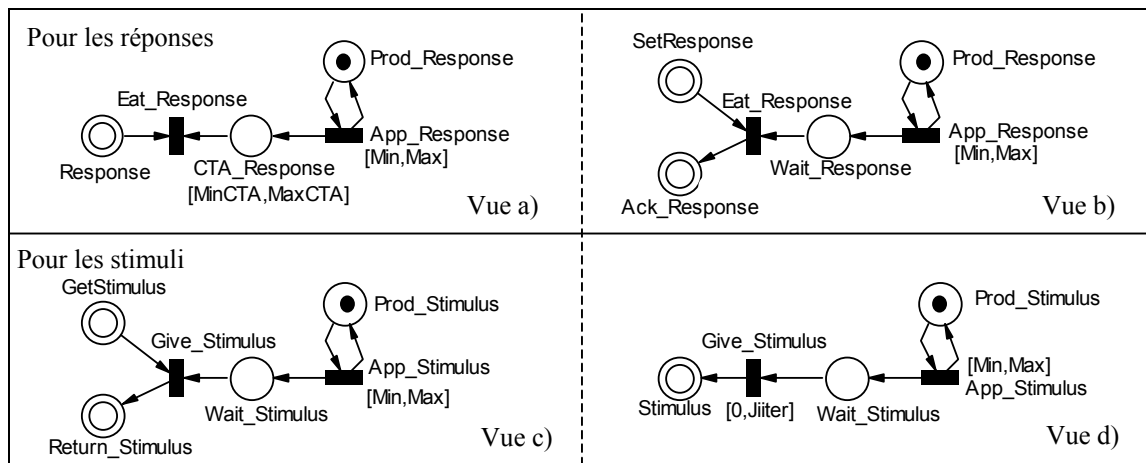 Pour les réponses
Prod_Response
Eat_Response
App_Response
[Min,Max]
Response
CTA_Response
[MinCTA,MaxCTA]
Vue a)
SetResponse
Prod_Response
Eat_Response
App_Response
[Min,Max]
Wait_Response
Ack_Response
Vue b)
Pour les stimuli
GetStimulus
Prod_Stimulus
Give_Stimulus
App_Stimulus
[Min,Max]
Wait_Stimulus
Return_Stimulus
Vue c)
Prod_Stimulus
Give_Stimulus
[Min,Max]
App_Stimulus
Stimulus
[0,Jiiter]
Wait_Stimulus
Vue d)